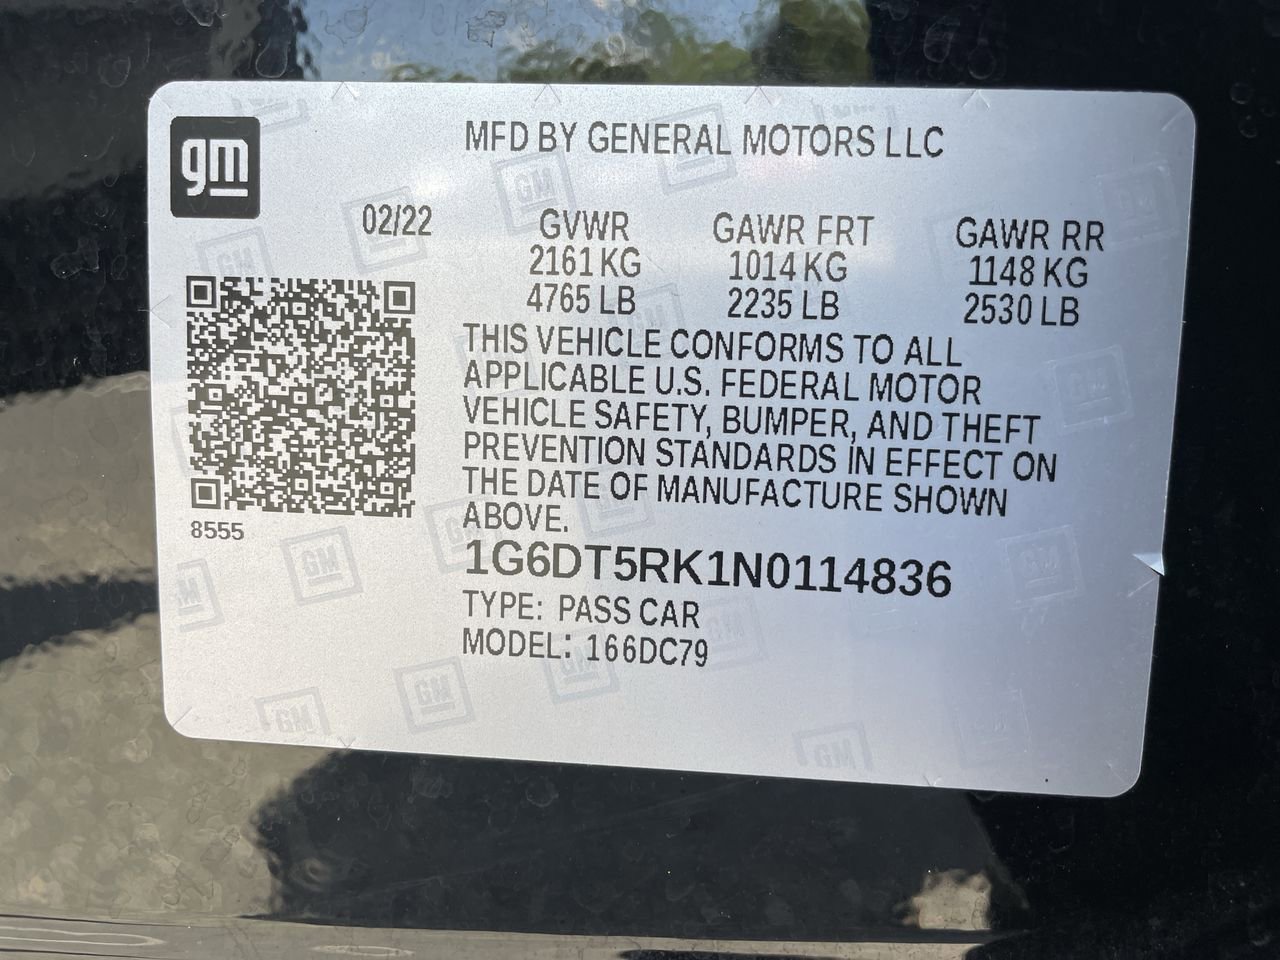 gm
MFD BY GENERAL MOTORS LLC
02/22 GVWR GAWR FRT GAWR RR
2161 KG 1014 KG 1148 KG
4765 LB 2235 LB 2530 LB
THIS VEHICLE CONFORMS TO ALL
APPLICABLE U.S. FEDERAL MOTOR
VEHICLE SAFETY, BUMPER, AND THEFT
PREVENTION STANDARDS IN EFFECT ON
THE DATE OF MANUFACTURE SHOWN
ABOVE.
8555
1G6DT5RK1N0114836
TYPE: PASS CAR
MODEL: 166DC79